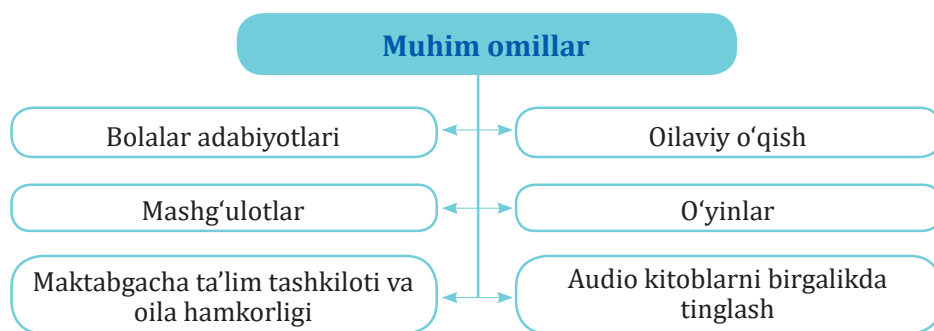 Muhim omillar
Bolalar adabiyotlari
Oilaviy o‘qish
Mashg‘ulotlar
O‘yinlar
Maktabgacha ta’lim tashkiloti va
oila hamkorligi
Audio kitoblarni birgalikda
tinglash